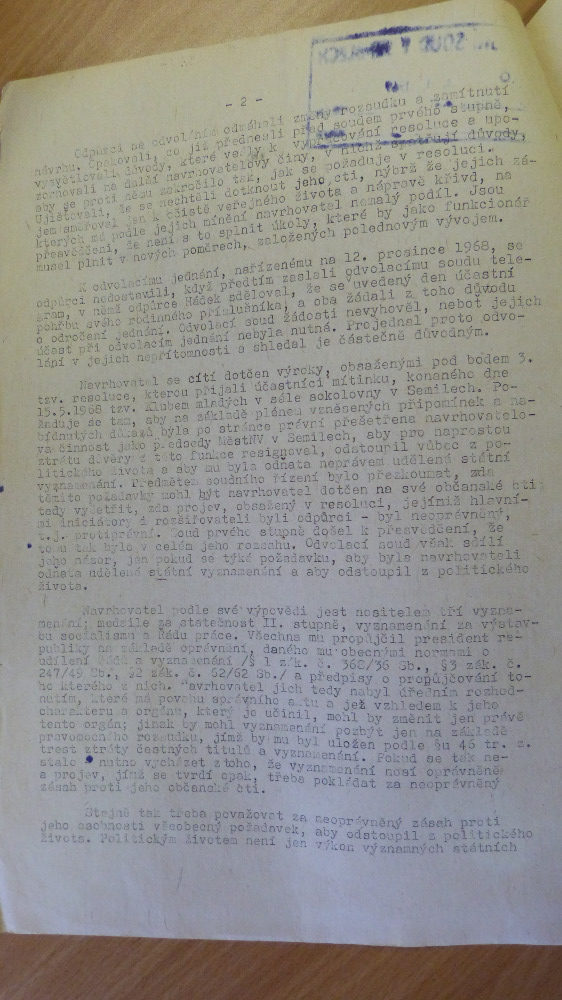 - 2 -
Odpůrci na odvolání odmáhali změny rozsudku a zamítnutí
návrhu. Opakovali, co již přednesli před soudem prvého stupně,
vysvětlovali důvody, které vedly k vypracování resoluce a upo-
zorňovali na další navrhovatelovy činy, v nichž spatřují důvody,
aby se proti němu zakročilo tak, jak se požaduje v resoluci.
Ujišťovali, že se nechtěli dotknout jeho cti, nýbrž že jejich zá-
jem směřoval jen k čistotě veřejného života a nápravě křivd, na
kterých má podle jejich mínění navrhovatel nemalý podíl. Jsou
přesvědčeni, že není s to splnit úkoly, které by jako funkcionář
musel plnit v nových poměrech, založených polednovým vývojem.
K odvolacímu jednání, nařízenému na 12. prosince 1968, se
odpůrci nedostavili, když předtím zaslali odvolacímu soudu tele-
gram, v němž odpůrce Hádek sděloval, že se uvedený den účastní
pohřbu svého rodinného příslušníka, a oba žádali z toho důvodu
o odročení jednání. Odvolací soud žádosti nevyhověl, neboť jejich
účast při odvolacím jednání nebyla nutná. Projednal proto odvo-
lání v jejich nepřítomnosti a shledal je částečně důvodným.
Navrhovatel se cítí dotčen výroky, obsaženými pod bodem 3.
tzv. resoluce, kterou přijali účastníci mítinku, konaného dne
15.5.1968 tzv. Klubem mladých v sále sokolovny v Semilech. Po-
žaduje se tam, aby na základě plénem vznesených připomínek a na-
bídnutých důkazů byla po stránce právní přešetřena navrhovatelo-
va činnost jako předsedy MěstNV v Semilech, aby pro naprostou
ztrátu důvěry z této funkce resignoval, odstoupil vůbec z po-
litického života a aby mu byla odňata neprávem udělená státní
vyznamenání. Předmětem soudního řízení bylo přezkoumat, zda
těmito požadavky mohl být navrhovatel dotčen na své občanské cti;
tedy vyšetřit, zda projev, obsažený v resoluci, jejímiž hlavní-
mi iniciátory a rozšiřovateli byli odpůrci - byl neoprávněný,
t.j. protiprávní. Soud prvého stupně došel k přesvědčení, že
tomu tak bylo v celém jeho rozsahu. Odvolací soud však sdílí
jeho názor, jen pokud se týká požadavku, aby byla navrhovateli
odňata udělená státní vyznamenání a aby odstoupil z politického
života.
Navrhovatel podle své výpovědi jest nositelem tří vyzna-
menání; medaile za statečnost II. stupně, vyznamenání za výstav-
bu socialismu a Řádu práce. Všechna mu propůjčil president re-
publiky na základě oprávnění, daného mu obecnými normami o
udílení řádů a vyznamenání /§ 1 zák. č. 368/36 Sb., §3 zák. č.
247/49 Sb., §2 zák. č. 62/62 Sb./ a předpisy o propůjčování to-
ho kterého z nich. Navrhovatel jich tedy nabyl úředním rozhod-
nutím, které má povahu správního aktu a jež vzhledem k jeho
charakteru a orgánu, který je učinil, mohl by změnit jen právě
tento orgán; jinak by mohl vyznamenání pozbýt jen na základě
pravomocného rozsudku, jímž by mu byl uložen podle §u 46 tr. z.
trest ztráty čestných titulů a vyznamenání. Pokud se tak ne-
stalo nutno vycházet z toho, že vyznamenání nosí oprávněně
a projev, jímž se tvrdí opak, třeba pokládat za neoprávněný
zásah proti jeho občanské cti.
Stejně tak třeba považovat za neoprávněný zásah proti
jeho osobnosti všeobecný požadavek, aby odstoupil z politického
života. Politickým životem není jen výkon významných státních